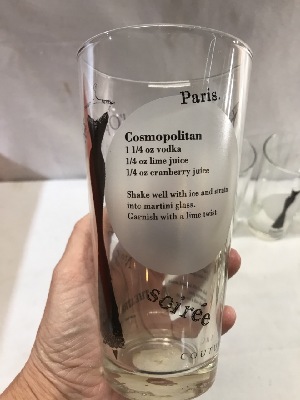 Paris.
Cosmopolitan
1 1/4 oz vodka
1/4 oz lime juice
1/4 oz cranberry juice
Shake well with ice and strain
into martini glass.
Garnish with a lime twist
soirée
COUTU